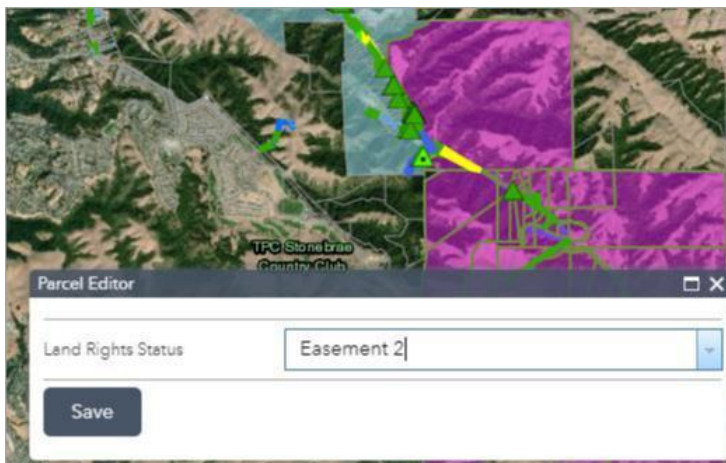 TPC Stonebrae
Country Club
Parcel Editor
Land Rights Status
Easement 2
Save